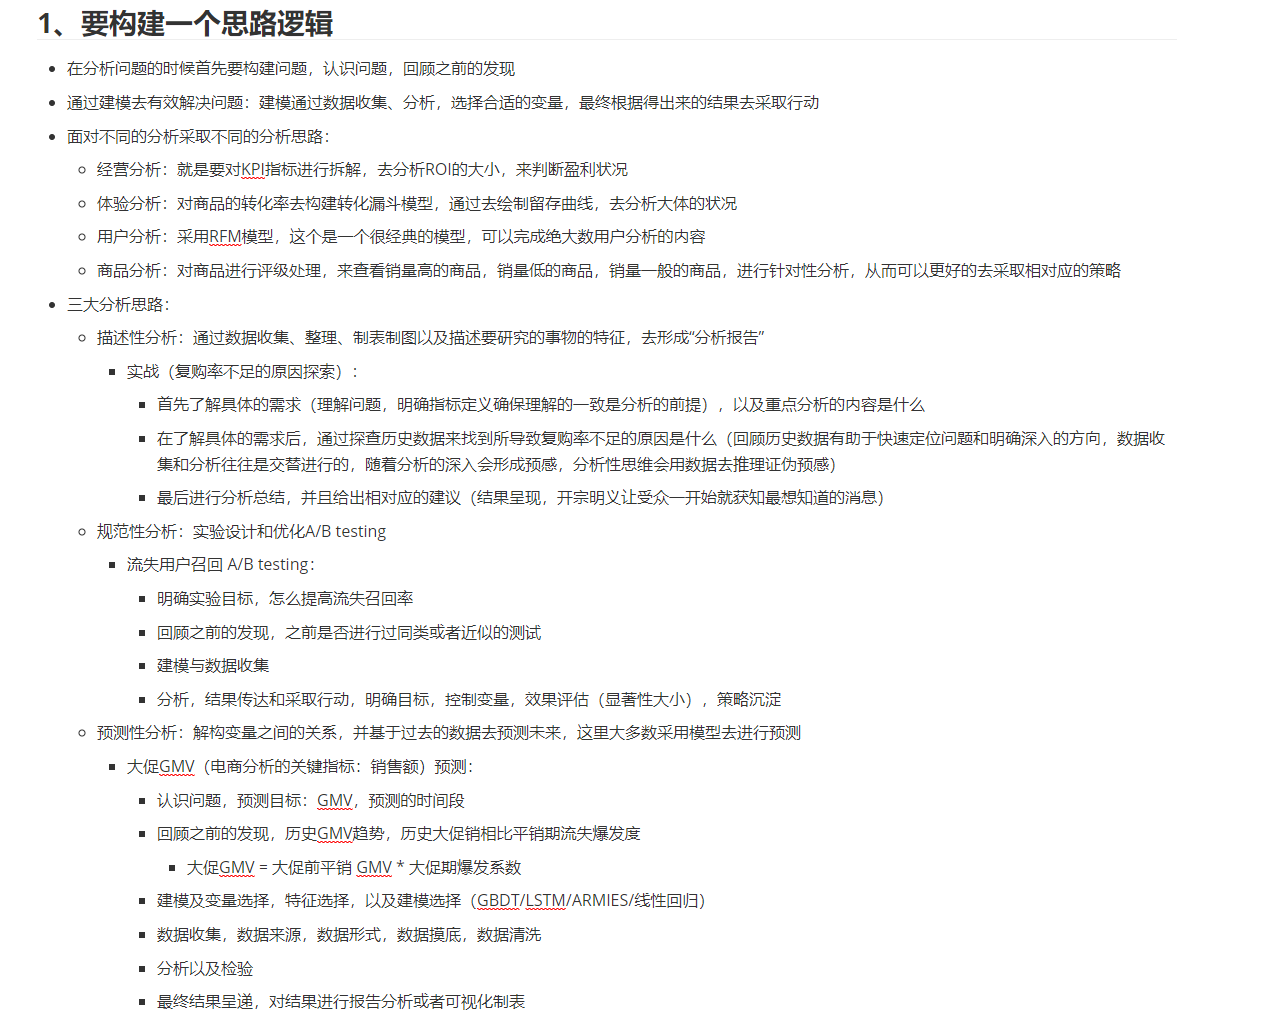 1、要构建一个思路逻辑
在分析问题的时候首先要构建问题，认识问题，回顾之前的发现
通过建模去有效解决问题：建模通过数据收集、分析，选择合适的变量，最终根据得出来的结果去采取行动
面对不同的分析采取不同的分析思路：
经营分析：就是要对KPI指标进行拆解，去分析ROI的大小，来判断盈利状况
体验分析：对商品的转化率去构建转化漏斗模型，通过去绘制留存曲线，去分析大体的状况
用户分析：采用RFM模型，这个是一个很经典的模型，可以完成绝大数用户分析的内容
商品分析：对商品进行评级处理，来查看销量高的商品，销量低的商品，销量一般的商品，进行针对性分析，从而可以更好的去采取相对应的策略
三大分析思路：
描述性分析：通过数据收集、整理、制表制图以及描述要研究的事物的特征，去形成“分析报告”
实战（复购率不足的原因探索）：
首先了解具体的需求（理解问题，明确指标定义确保理解的一致是分析的前提），以及重点分析的内容是什么
在了解具体的需求后，通过探查历史数据来找到所导致复购率不足的原因是什么（回顾历史数据有助于快速定位问题和明确深入的方向，数据收
集和分析往往是交替进行的，随着分析的深入会形成预感，分析性思维会用数据去推理证伪预感）
最后进行分析总结，并且给出相对应的建议（结果呈现，开宗明义让受众一开始就获知最想知道的消息）
规范性分析：实验设计和优化A/B testing
流失用户召回 A/B testing：
明确实验目标，怎么提高流失召回率
回顾之前的发现，之前是否进行过同类或者近似的测试
建模与数据收集
分析，结果传达和采取行动，明确目标，控制变量，效果评估（显著性大小），策略沉淀
预测性分析：解构变量之间的关系，并基于过去的数据去预测未来，这里大多数采用模型去进行预测
大促GMV（电商分析的关键指标：销售额）预测：
认识问题，预测目标：GMV，预测的时间段
回顾之前的发现，历史GMV趋势，历史大促销相比平销期流失爆发度
大促GMV = 大促前平销 GMV * 大促期爆发系数
建模及变量选择，特征选择，以及建模选择（GBDT/LSTM/ARMIES/线性回归）
数据收集，数据来源，数据形式，数据摸底，数据清洗
分析以及检验
最终结果呈递，对结果进行报告分析或者可视化制表